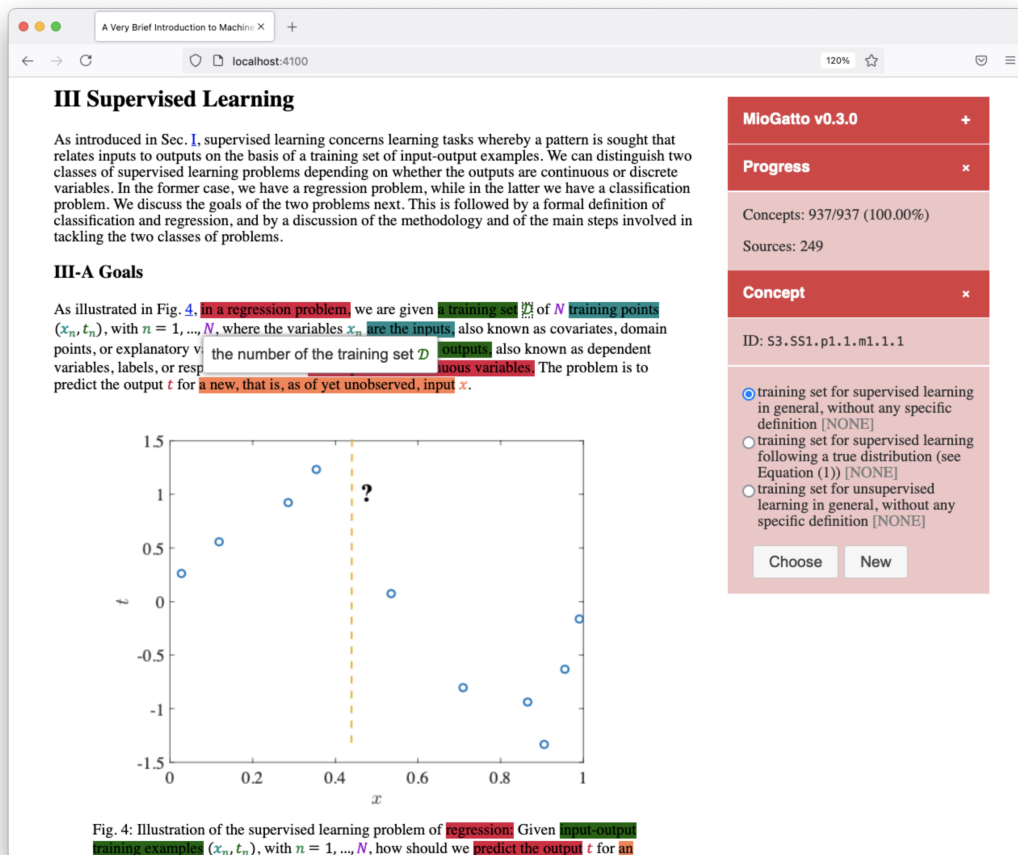 A Very Brief Introduction to Machine
localhost:4100
120%
III Supervised Learning
As introduced in Sec. I, supervised learning concerns learning tasks whereby a pattern is sought that
relates inputs to outputs on the basis of a training set of input-output examples. We can distinguish two
classes of supervised learning problems depending on whether the outputs are continuous or discrete
variables. In the former case, we have a regression problem, while in the latter we have a classification
problem. We discuss the goals of the two problems next. This is followed by a formal definition of
classification and regression, and by a discussion of the methodology and of the main steps involved in
tackling the two classes of problems.
III-A Goals
As illustrated in Fig. 4, in a regression problem, we are given a training set 𝒟 of N training points
(xₙ, tₙ), with n = 1, ..., N, where the variables xₙ are the inputs, also known as covariates, domain
points, or explanatory v
the number of the training set 𝒟
outputs, also known as dependent
variables, labels, or resp
uous variables. The problem is to
predict the output t for a new, that is, as of yet unobserved, input x.
1.5
1
0.5
0
-0.5
-1
-1.5
t
?
0 0.2 0.4 0.6 0.8 1
x
Fig. 4: Illustration of the supervised learning problem of regression: Given input-output
training examples (xₙ, tₙ), with n = 1, ..., N, how should we predict the output t for an
MioGatto v0.3.0 +
Progress ×
Concepts: 937/937 (100.00%)
Sources: 249
Concept ×
ID: S3.SS1.p1.1.m1.1.1
training set for supervised learning
in general, without any specific
definition [NONE]
training set for supervised learning
following a true distribution (see
Equation (1)) [NONE]
training set for unsupervised
learning in general, without any
specific definition [NONE]
Choose New